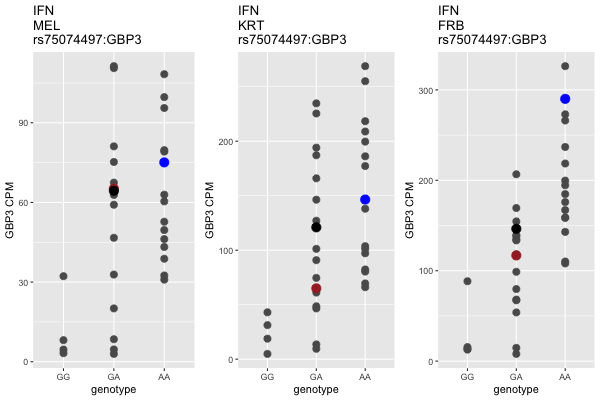 IFN
MEL
rs75074497:GBP3
GBP3 CPM
90
60
30
0
GG
GA
AA
genotype
IFN
KRT
rs75074497:GBP3
GBP3 CPM
200
100
0
GG
GA
AA
genotype
IFN
FRB
rs75074497:GBP3
GBP3 CPM
300
200
100
0
GG
GA
AA
genotype